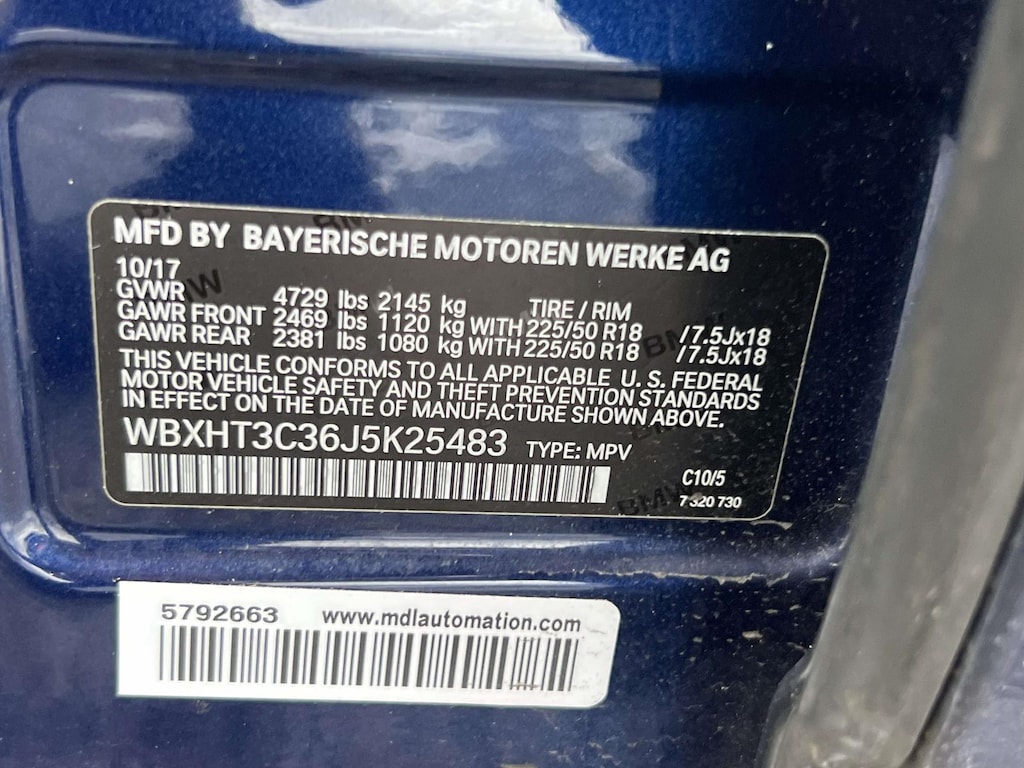 MFD BY BAYERISCHE MOTOREN WERKE AG
10/17
GVWR 4729 lbs 2145 kg TIRE / RIM
GAWR FRONT 2469 lbs 1120 kg WITH 225/50 R18 /7.5Jx18
GAWR REAR 2381 lbs 1080 kg WITH 225/50 R18 /7.5Jx18
THIS VEHICLE CONFORMS TO ALL APPLICABLE U. S. FEDERAL
MOTOR VEHICLE SAFETY AND THEFT PREVENTION STANDARDS
IN EFFECT ON THE DATE OF MANUFACTURE SHOWN ABOVE.
WBXHT3C36J5K25483 TYPE: MPV
C10/5
7 320 730
5792663 www.mdlautomation.com